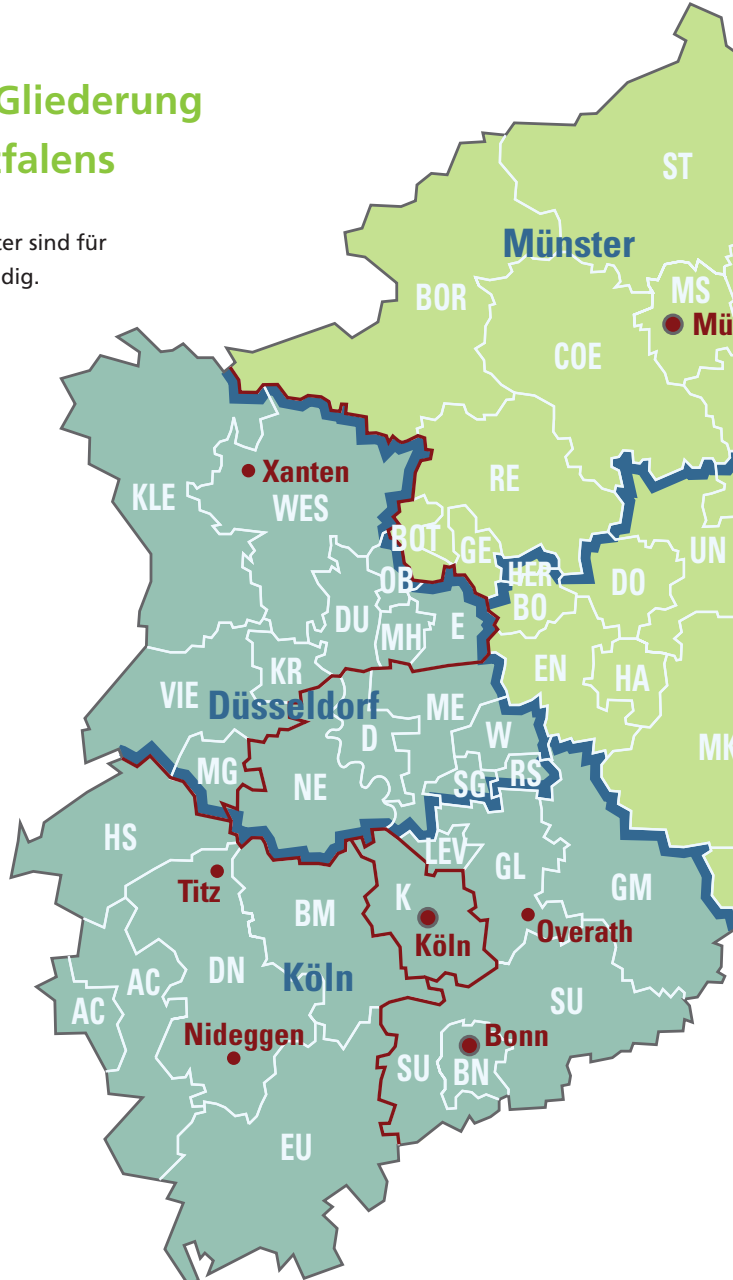 Gliederung
tfalens
ter sind für
dig.
ST
Münster
BOR
MS
Mü
COE
KLE
Xanten
WES
RE
BOT
GE
UN
OB
HER
DO
BO
DU
MH
E
EN
HA
KR
VIE
Düsseldorf
ME
D
W
MK
MG
NE
SG
RS
HS
LEV
GL
Titz
BM
K
GM
Köln
Overath
AC
DN
Köln
AC
SU
Nideggen
Bonn
SU
BN
EU